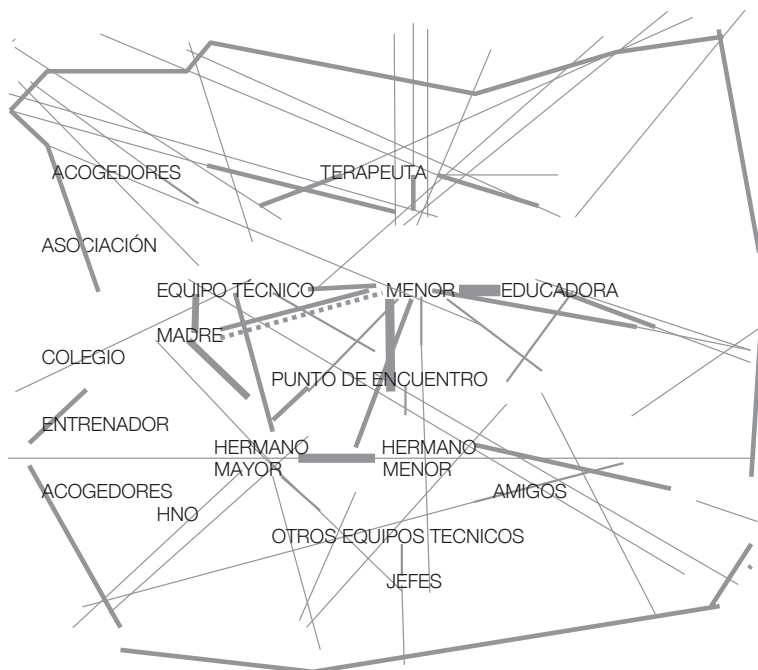 ACOGEDORES
TERAPEUTA
ASOCIACIÓN
EQUIPO TÉCNICO
MENOR
EDUCADORA
MADRE
COLEGIO
PUNTO DE ENCUENTRO
ENTRENADOR
HERMANO
MAYOR
HERMANO
MENOR
ACOGEDORES
HNO
AMIGOS
OTROS EQUIPOS TECNICOS
JEFES